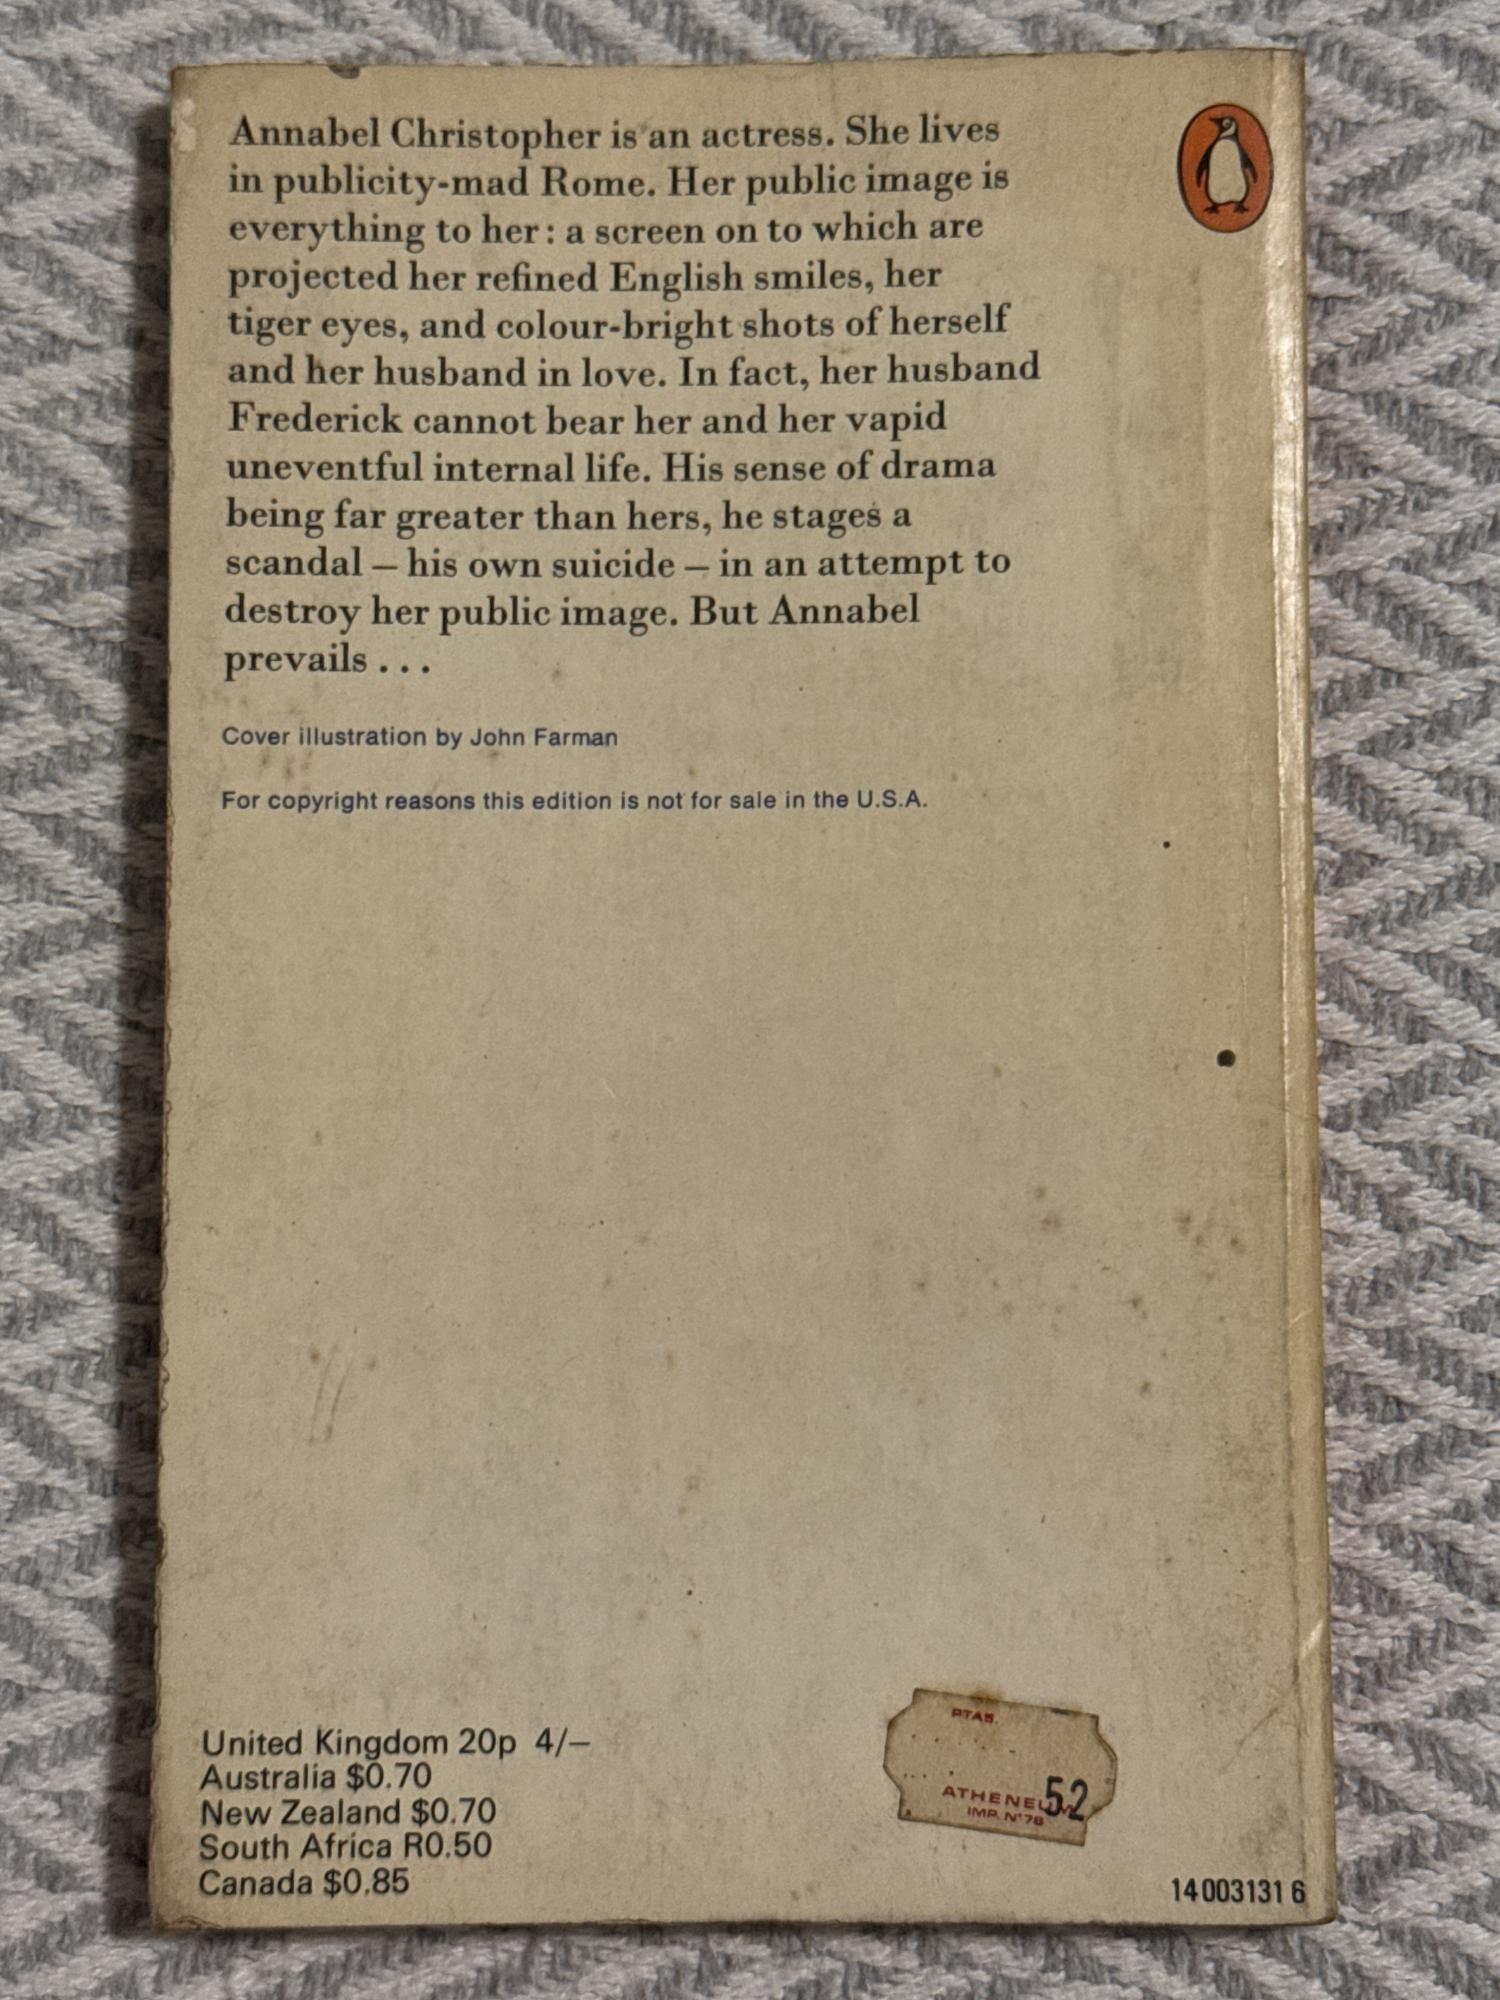 Annabel Christopher is an actress. She lives
in publicity-mad Rome. Her public image is
everything to her: a screen on to which are
projected her refined English smiles, her
tiger eyes, and colour-bright shots of herself
and her husband in love. In fact, her husband
Frederick cannot bear her and her vapid
uneventful internal life. His sense of drama
being far greater than hers, he stages a
scandal – his own suicide – in an attempt to
destroy her public image. But Annabel
prevails . . .
Cover illustration by John Farman
For copyright reasons this edition is not for sale in the U.S.A.
United Kingdom 20p 4/–
Australia $0.70
New Zealand $0.70
South Africa R0.50
Canada $0.85
PTAS.
52
IMP. Nº 78
14 003131 6